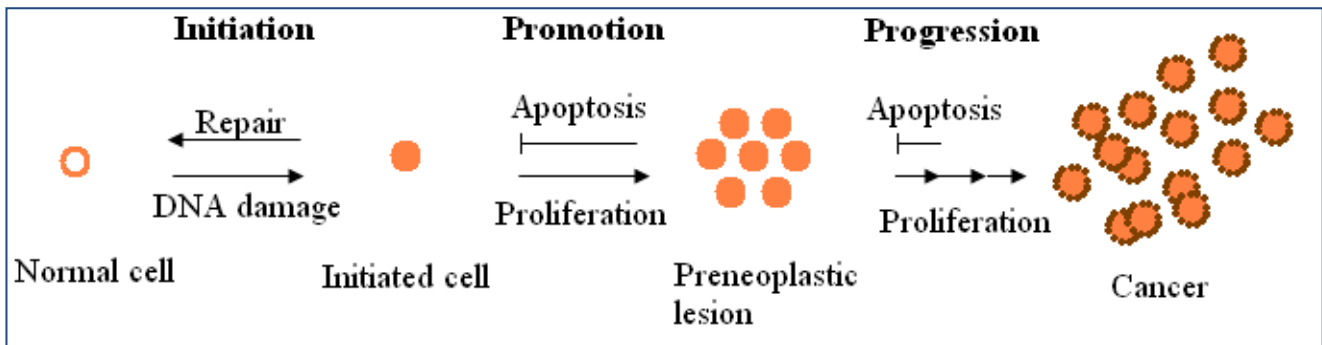 Initiation
Promotion
Progression
Repair
DNA damage
Apoptosis
Proliferation
Apoptosis
Proliferation
Normal cell
Initiated cell
Preneoplastic
lesion
Cancer